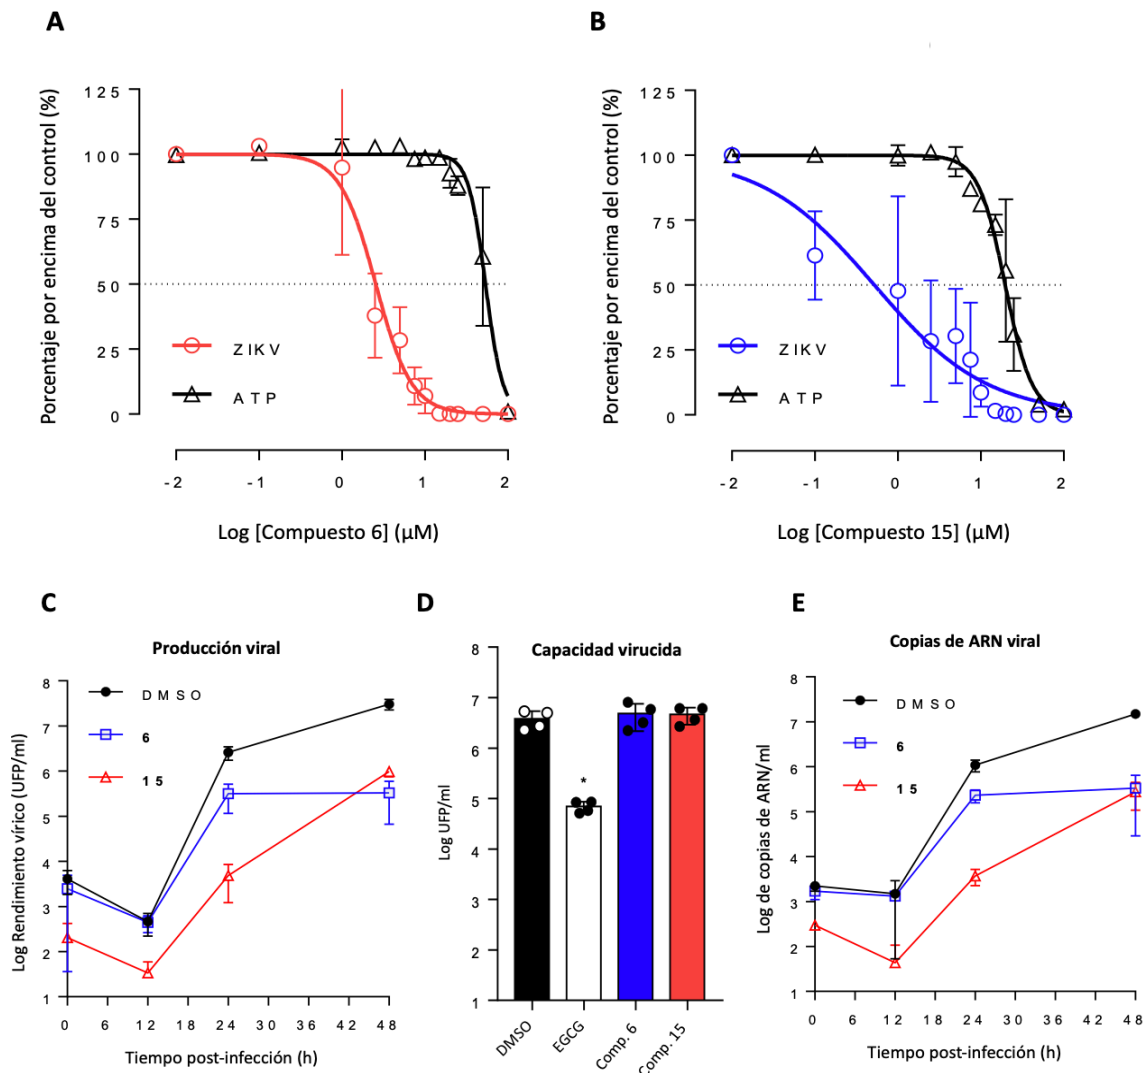 A
Porcentaje por encima del control (%)
125
100
75
50
25
0
ZIKV
ATP
-2 -1 0 1 2
Log [Compuesto 6] (µM)
B
Porcentaje por encima del control (%)
125
100
75
50
25
0
ZIKV
ATP
-2 -1 0 1 2
Log [Compuesto 15] (µM)
C
Producción viral
Log Rendimiento vírico (UFP/ml)
8
7
6
5
4
3
2
1
DMSO
6
15
0 6 12 18 24 30 36 42 48
Tiempo post-infección (h)
D
Capacidad virucida
Log UFP/ml
8
7
6
5
4
3
2
1
*
DMSO
EGCG
Comp. 6
Comp. 15
E
Copias de ARN viral
Log de copias de ARN/ml
8
7
6
5
4
3
2
1
DMSO
6
15
0 6 12 18 24 30 36 42 48
Tiempo post-infección (h)